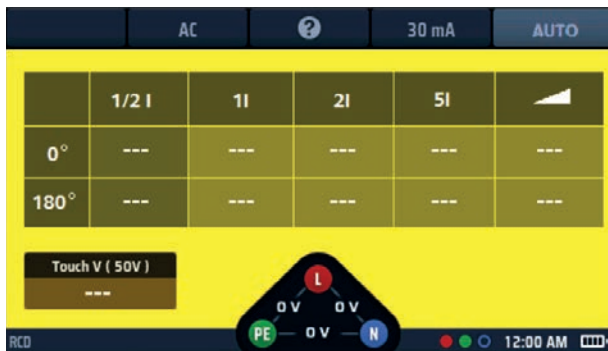 AC ? 30 mA AUTO
1/2 I 1I 2I 5I
0° --- --- --- --- ---
180° --- --- --- --- ---
Touch V ( 50V )
---
L
0 V 0 V
PE 0 V N
RCD 12:00 AM